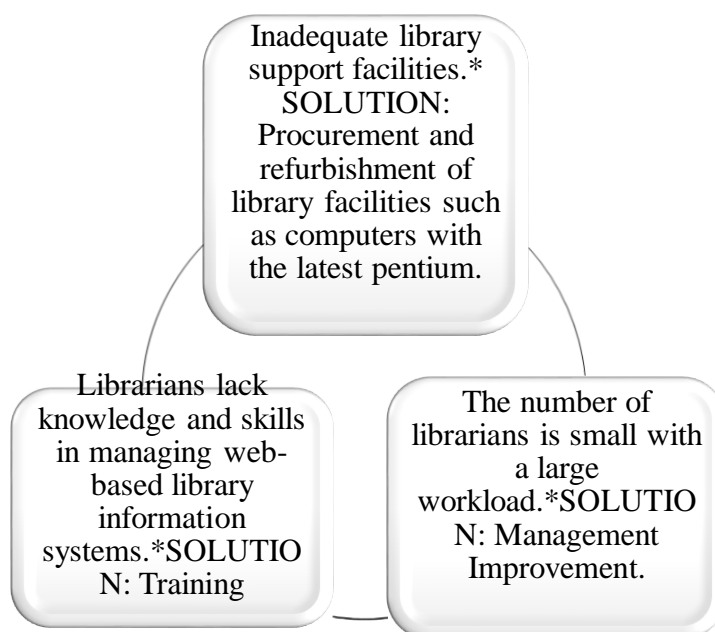 Inadequate library
support facilities.*
SOLUTION:
Procurement and
refurbishment of
library facilities such
as computers with
the latest pentium.
Librarians lack
knowledge and skills
in managing web-
based library
information
systems.*SOLUTIO
N: Training
The number of
librarians is small with
a large
workload.*SOLUTIO
N: Management
Improvement.